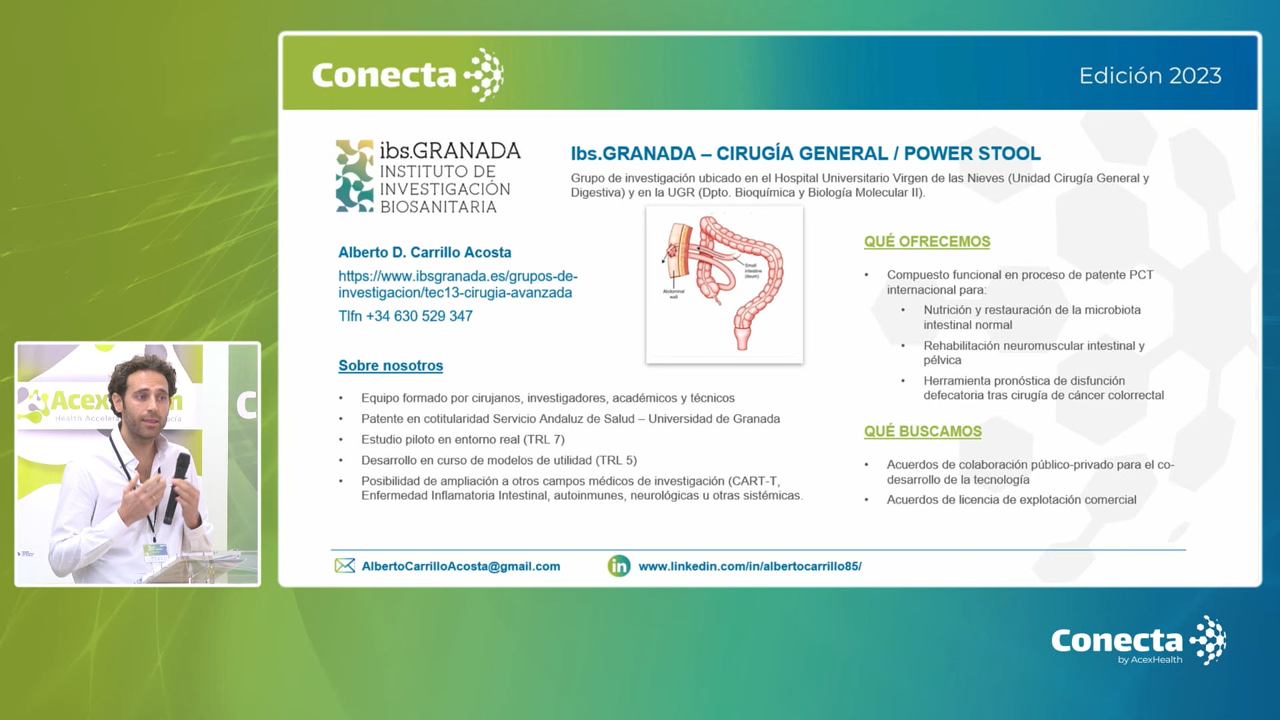 Conecta
Edición 2023
ibs.GRANADA
INSTITUTO DE
INVESTIGACIÓN
BIOSANITARIA
Ibs.GRANADA – CIRUGÍA GENERAL / POWER STOOL
Grupo de investigación ubicado en el Hospital Universitario Virgen de las Nieves (Unidad Cirugía General y
Digestiva) y en la UGR (Dpto. Bioquímica y Biología Molecular II).
Alberto D. Carrillo Acosta
https://www.ibsgranada.es/grupos-de-
investigacion/tec13-cirugia-avanzada
Tlfn +34 630 529 347
Abdominal
wall
Small
intestine
(ileum)
Sobre nosotros
• Equipo formado por cirujanos, investigadores, académicos y técnicos
• Patente en cotitularidad Servicio Andaluz de Salud – Universidad de Granada
• Estudio piloto en entorno real (TRL 7)
• Desarrollo en curso de modelos de utilidad (TRL 5)
• Posibilidad de ampliación a otros campos médicos de investigación (CART-T,
Enfermedad Inflamatoria Intestinal, autoinmunes, neurológicas u otras sistémicas.
QUÉ OFRECEMOS
• Compuesto funcional en proceso de patente PCT
internacional para:
• Nutrición y restauración de la microbiota
intestinal normal
• Rehabilitación neuromuscular intestinal y
pélvica
• Herramienta pronóstica de disfunción
defecatoria tras cirugía de cáncer colorrectal
QUÉ BUSCAMOS
• Acuerdos de colaboración público-privado para el co-
desarrollo de la tecnología
• Acuerdos de licencia de explotación comercial
AlbertoCarrilloAcosta@gmail.com
in
www.linkedin.com/in/albertocarrillo85/
Health
C
Conecta
by AcexHealth